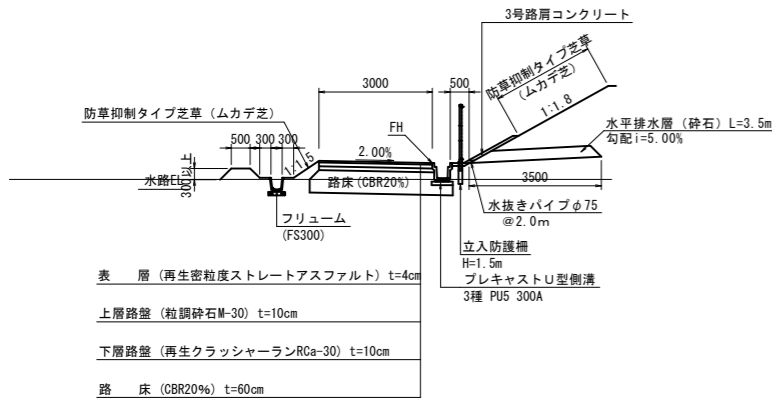 3号路肩コンクリート
3000
500
防草抑制タイプ芝草
(ムカデ芝)
1:1.8
防草抑制タイプ芝草 (ムカデ芝)
FH
水平排水層 (砕石) L=3.5m
勾配i=5.00%
500 300 300
1:1.5
2.00%
300以上
水路EL
路床(CBR20%)
3500
水抜きパイプφ75
@2.0m
フリューム
(FS300)
立入防護柵
H=1.5m
プレキャストU型側溝
3種 PU5 300A
表 層 (再生密粒度ストレートアスファルト) t=4cm
上層路盤 (粒調砕石M-30) t=10cm
下層路盤 (再生クラッシャーランRCa-30) t=10cm
路 床 (CBR20%) t=60cm